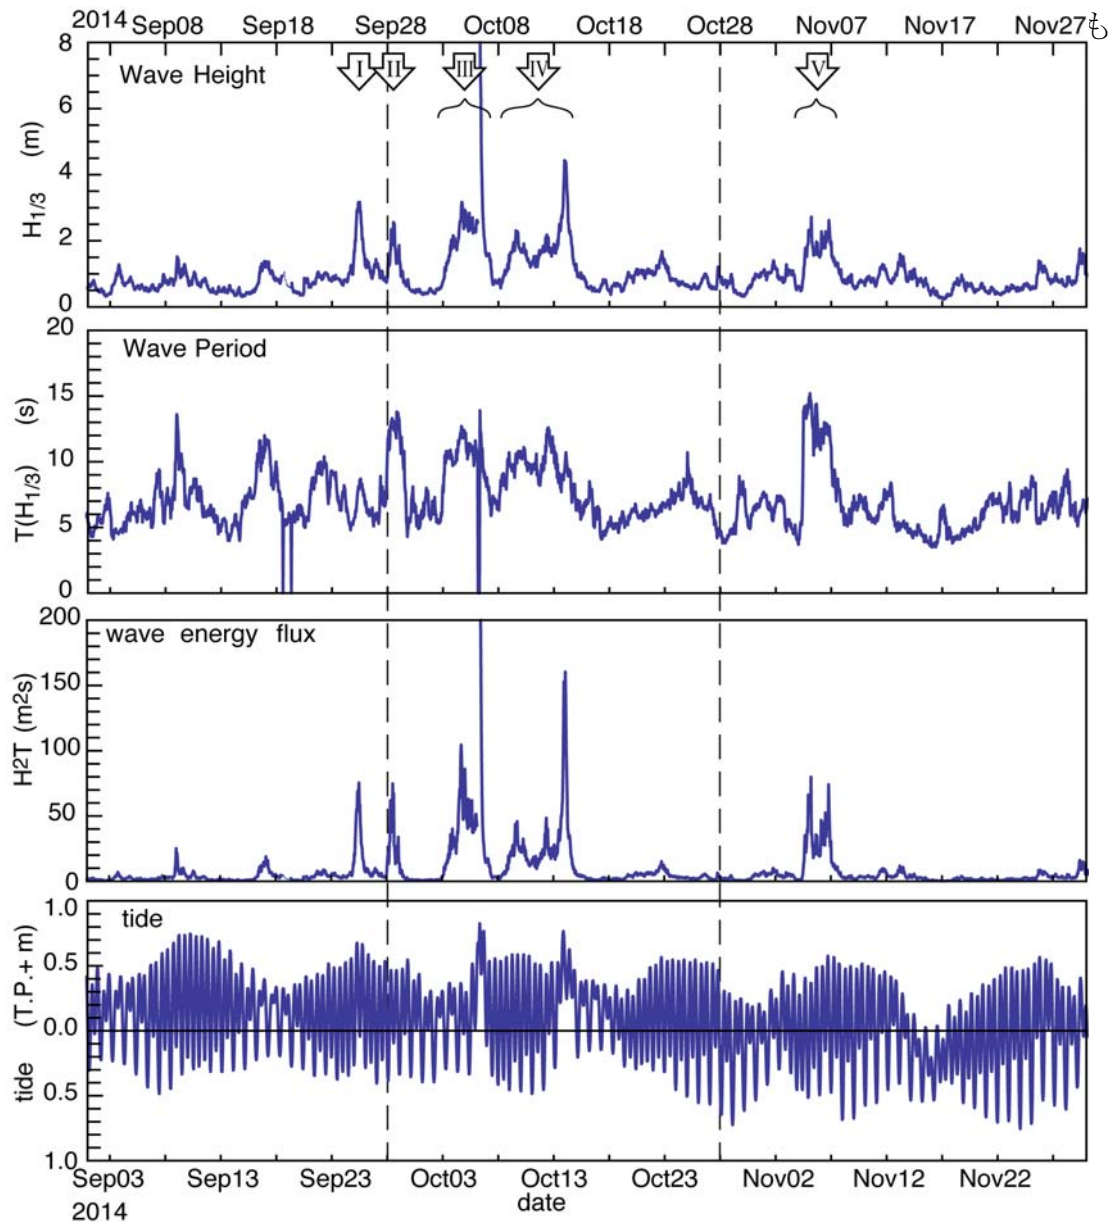 2014 Sep08 Sep18 Sep28 Oct08 Oct18 Oct28 Nov07 Nov17 Nov27 も
Wave Height
I II III IV V
H1/3 (m)
8
6
4
2
0
Wave Period
T(H1/3) (s)
20
15
10
5
0
wave energy flux
H2T (m2s)
200
150
100
50
0
tide
tide (T.P.+ m)
1.0
0.5
0.0
0.5
1.0
Sep03 Sep13 Sep23 Oct03 Oct13 Oct23 Nov02 Nov12 Nov22
2014
date